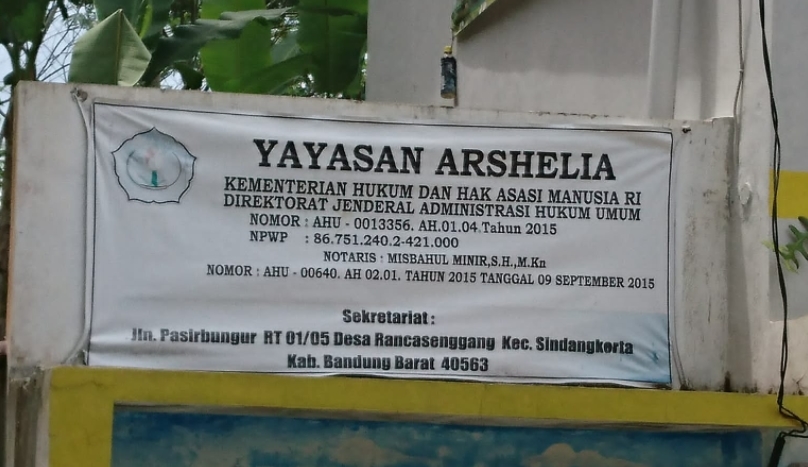 YAYASAN ARSHELIA
KEMENTERIAN HUKUM DAN HAK ASASI MANUSIA RI
DIREKTORAT JENDERAL ADMINISTRASI HUKUM UMUM
NOMOR : AHU - 0013356. AH.01.04.Tahun 2015
NPWP : 86.751.240.2-421.000
NOTARIS : MISBAHUL MINIR,S.H.,M.Kn
NOMOR : AHU - 00640. AH 02.01. TAHUN 2015 TANGGAL 09 SEPTEMBER 2015
Sekretariat :
Jln. Pasirbungur RT 01/05 Desa Rancasenggang Kec. Sindangkerta
Kab. Bandung Barat 40563